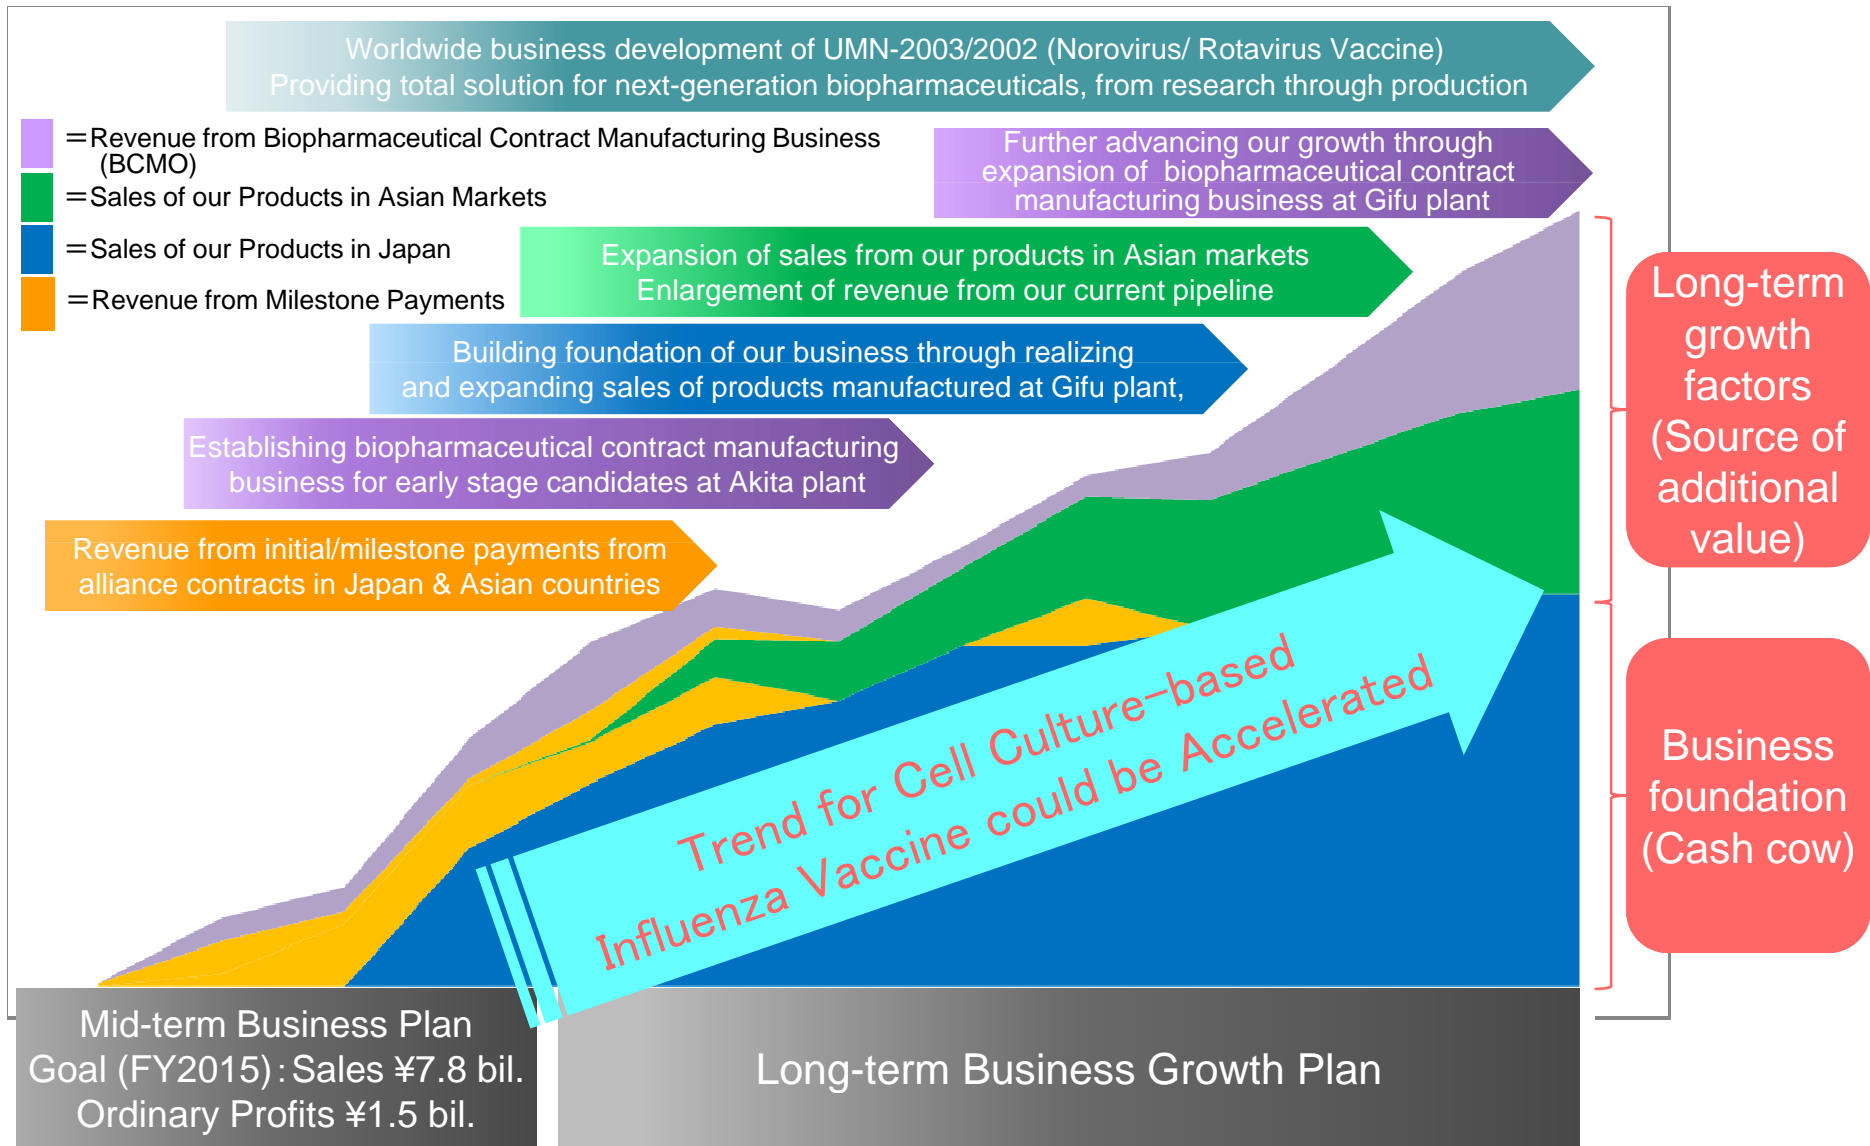 Worldwide business development of UMN-2003/2002 (Norovirus/ Rotavirus Vaccine)
Providing total solution for next-generation biopharmaceuticals, from research through production
＝Revenue from Biopharmaceutical Contract Manufacturing Business
(BCMO)
＝Sales of our Products in Asian Markets
＝Sales of our Products in Japan
＝Revenue from Milestone Payments
Further advancing our growth through
expansion of biopharmaceutical contract
manufacturing business at Gifu plant
Expansion of sales from our products in Asian markets
Enlargement of revenue from our current pipeline
Building foundation of our business through realizing
and expanding sales of products manufactured at Gifu plant,
Establishing biopharmaceutical contract manufacturing
business for early stage candidates at Akita plant
Revenue from initial/milestone payments from
alliance contracts in Japan & Asian countries
Trend for Cell Culture-based
Influenza Vaccine could be Accelerated
Long-term
growth
factors
(Source of
additional
value)
Business
foundation
(Cash cow)
Mid-term Business Plan
Goal (FY2015)：Sales ¥7.8 bil.
Ordinary Profits ¥1.5 bil.
Long-term Business Growth Plan